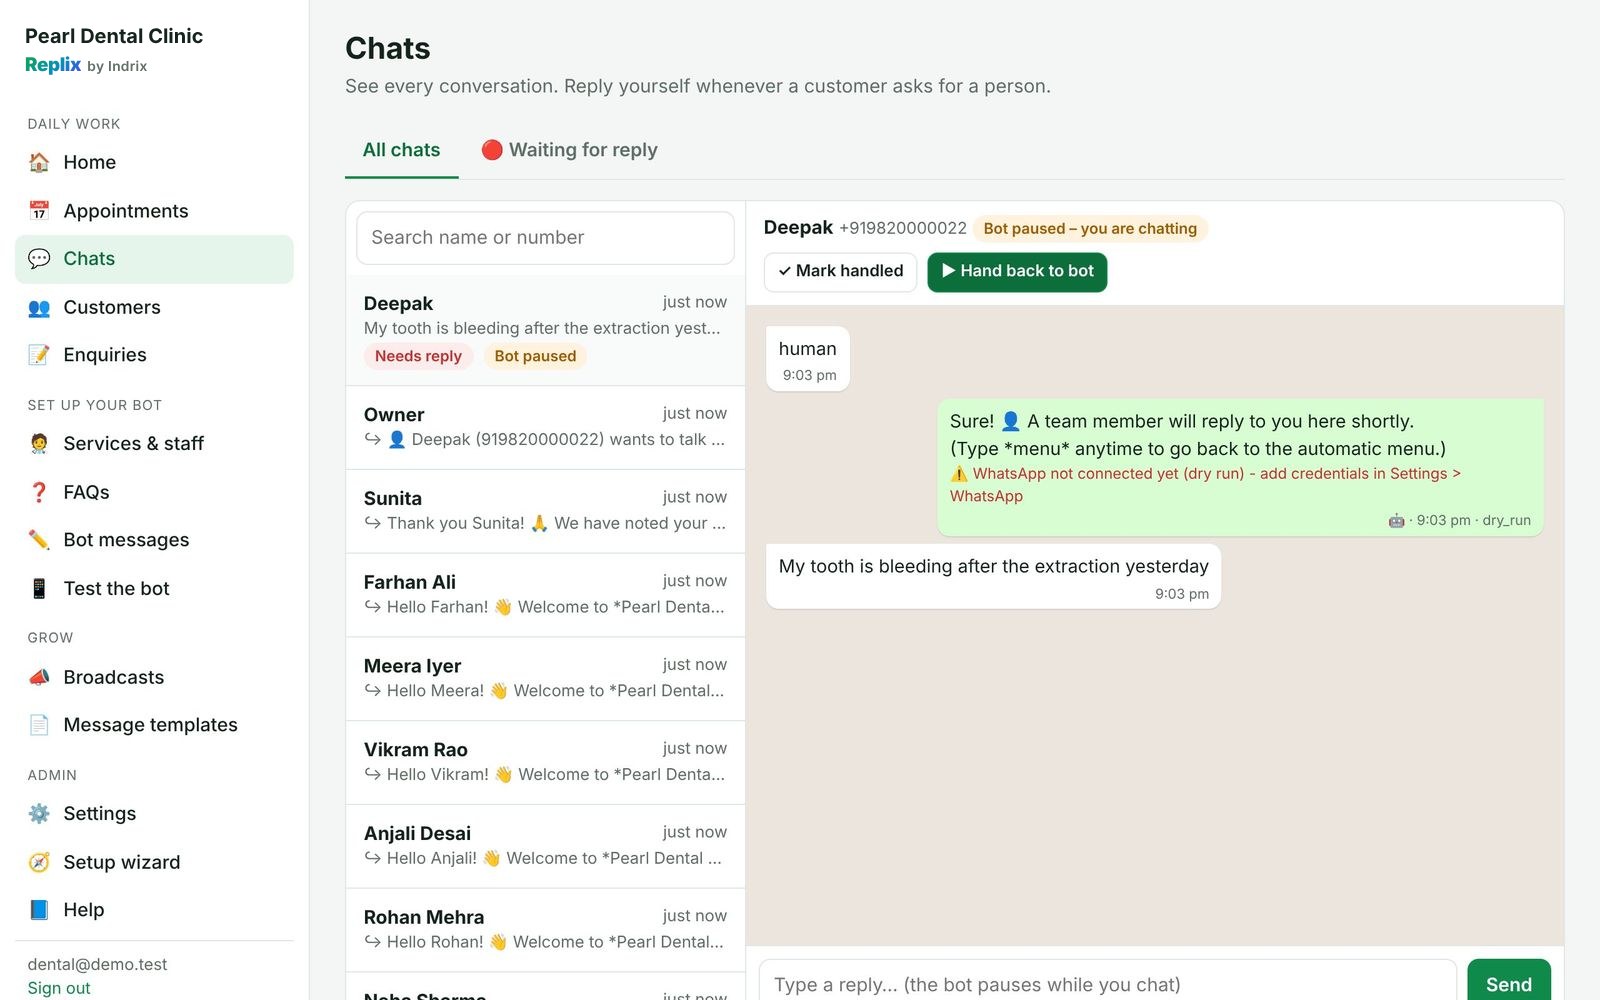 Pearl Dental Clinic
Replix by Indrix
DAILY WORK
🏠 Home
📅 Appointments
💬 Chats
👥 Customers
📝 Enquiries
SET UP YOUR BOT
🧑‍⚕️ Services & staff
❓ FAQs
✏️ Bot messages
📱 Test the bot
GROW
📣 Broadcasts
📄 Message templates
ADMIN
⚙️ Settings
🧭 Setup wizard
📘 Help
dental@demo.test
Sign out
Chats
See every conversation. Reply yourself whenever a customer asks for a person.
All chats 🔴 Waiting for reply
Search name or number
Deepak just now
My tooth is bleeding after the extraction yest...
Needs reply Bot paused
Owner just now
↪ 👤 Deepak (919820000022) wants to talk ...
Sunita just now
↪ Thank you Sunita! 🙏 We have noted your ...
Farhan Ali just now
↪ Hello Farhan! 👋 Welcome to *Pearl Denta...
Meera Iyer just now
↪ Hello Meera! 👋 Welcome to *Pearl Dental...
Vikram Rao just now
↪ Hello Vikram! 👋 Welcome to *Pearl Denta...
Anjali Desai just now
↪ Hello Anjali! 👋 Welcome to *Pearl Dental ...
Rohan Mehra just now
↪ Hello Rohan! 👋 Welcome to *Pearl Dental...
just now
Deepak +919820000022 Bot paused – you are chatting
✓ Mark handled ▶ Hand back to bot
human
9:03 pm
Sure! 👤 A team member will reply to you here shortly.
(Type *menu* anytime to go back to the automatic menu.)
⚠️ WhatsApp not connected yet (dry run) - add credentials in Settings >
WhatsApp
🤖 · 9:03 pm · dry_run
My tooth is bleeding after the extraction yesterday
9:03 pm
Type a reply... (the bot pauses while you chat)
Send